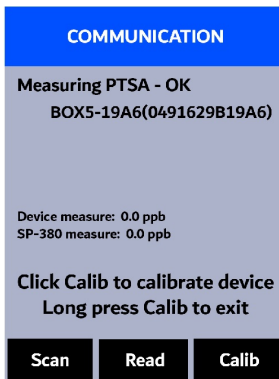 COMMUNICATION
Measuring PTSA - OK
BOX5-19A6(0491629B19A6)
Device measure: 0.0 ppb
SP-380 measure: 0.0 ppb
Click Calib to calibrate device
Long press Calib to exit
Scan Read Calib